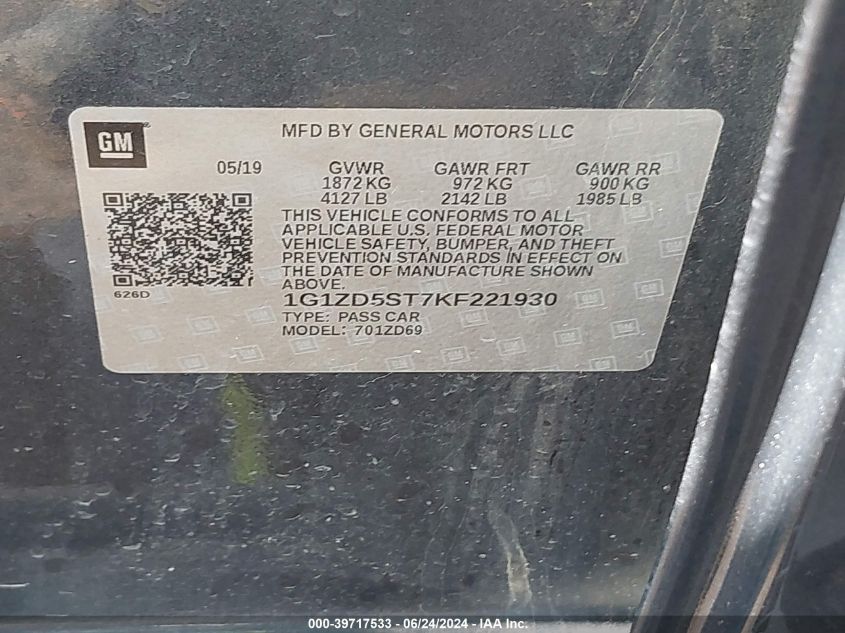 GM
MFD BY GENERAL MOTORS LLC
05/19 GVWR GAWR FRT GAWR RR
1872 KG 972 KG 900 KG
4127 LB 2142 LB 1985 LB
THIS VEHICLE CONFORMS TO ALL
APPLICABLE U.S. FEDERAL MOTOR
VEHICLE SAFETY, BUMPER, AND THEFT
PREVENTION STANDARDS IN EFFECT ON
THE DATE OF MANUFACTURE SHOWN
ABOVE.
626D
1G1ZD5ST7KF221930
TYPE: PASS CAR
MODEL: 701ZD69
000-39717533 - 06/24/2024 - IAA Inc.